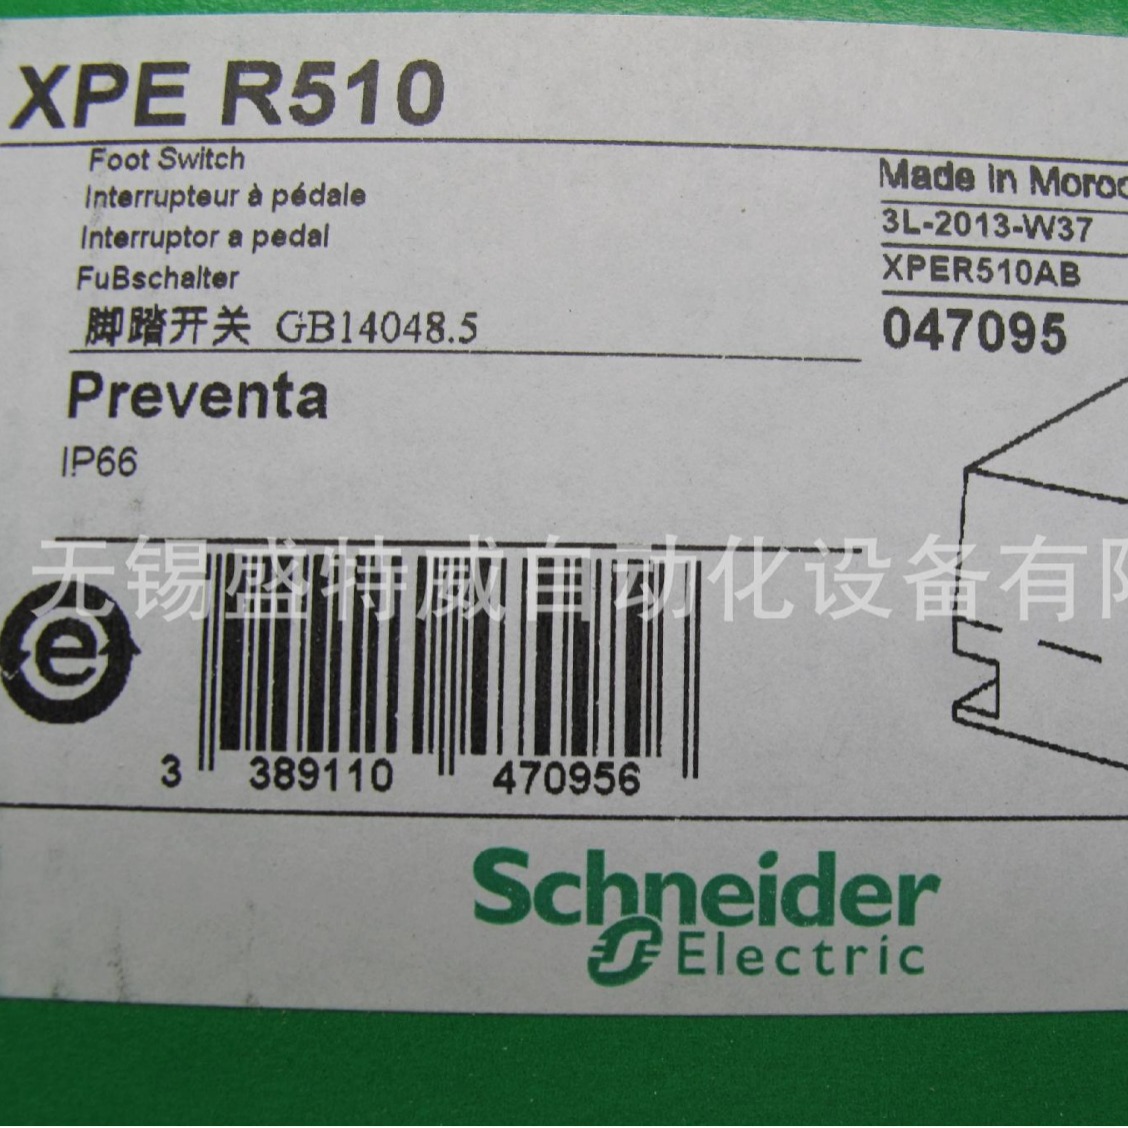 XPE R510
Foot Switch
Interrupteur à pédale
Interruptor a pedal
FuBschalter
脚踏开关 GB14048.5
Made in Moroc
3L-2013-W37
XPER510AB
047095
Preventa
IP66
无锡盛特威自动化设备有限
e
3 389110 470956
Schneider
Electric